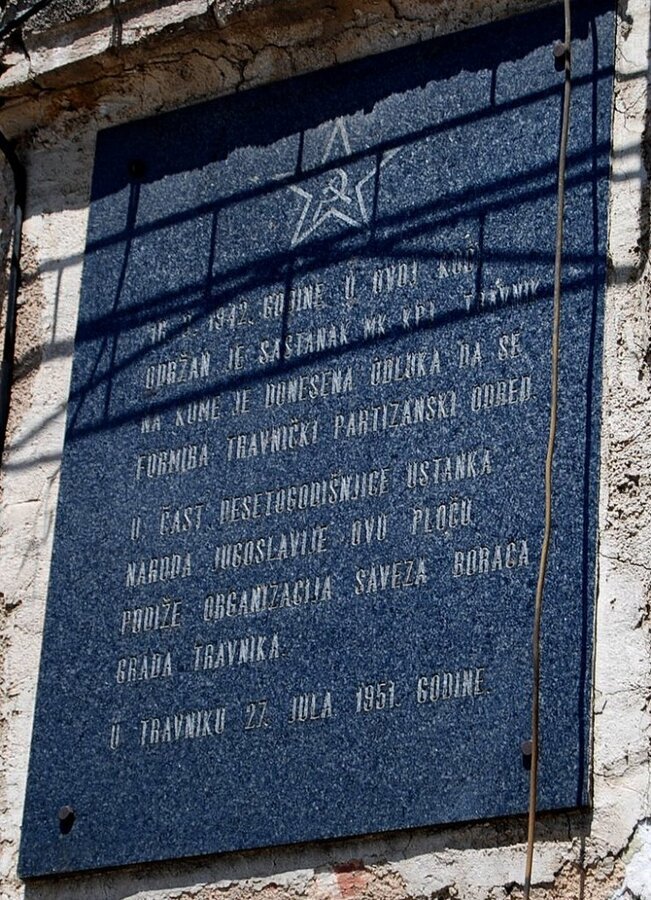 1942. GODINE U OVOJ
ODRŽAN JE SASTANAK MK KPJ TRAVNIK
NA KOME JE DONESENA ODLUKA DA SE
FORMIRA TRAVNIČKI PARTIZANSKI ODRED.
U ČAST DESETOGODIŠNJICE USTANKA
NARODA JUGOSLAVIJE OVU PLOČU
PODIŽE ORGANIZACIJA SAVEZA BORACA
GRADA TRAVNIKA.
U TRAVNIKU 27. JULA 1951. GODINE.